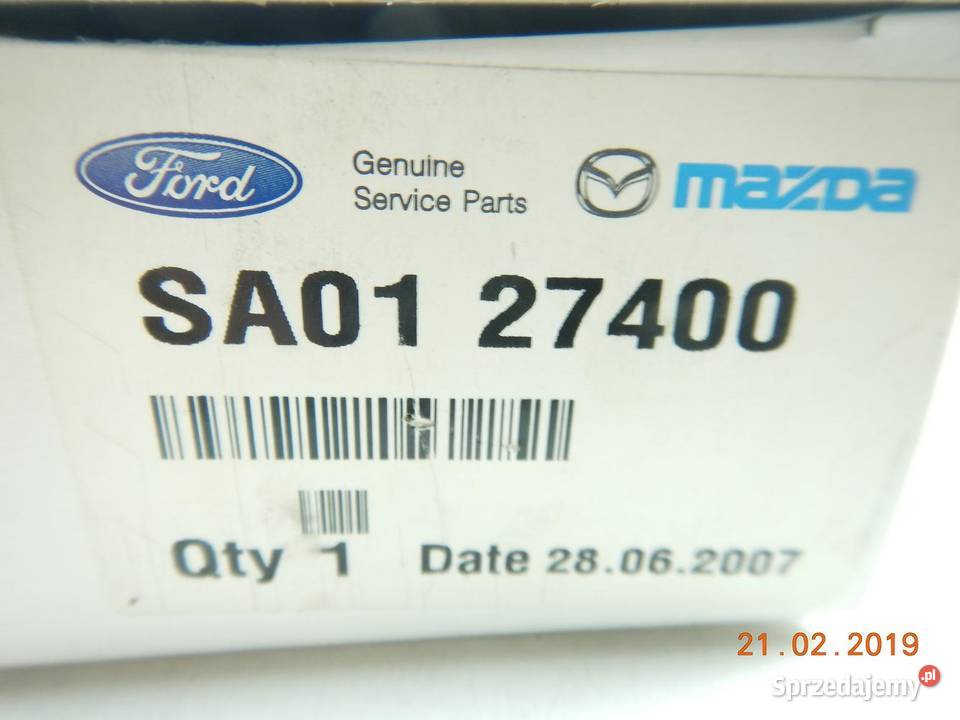 Ford
Genuine
Service Parts
mazda
SA01 27400
Qty 1 Date 28.06.2007
21.02.2019
Sprzedajemy.pl